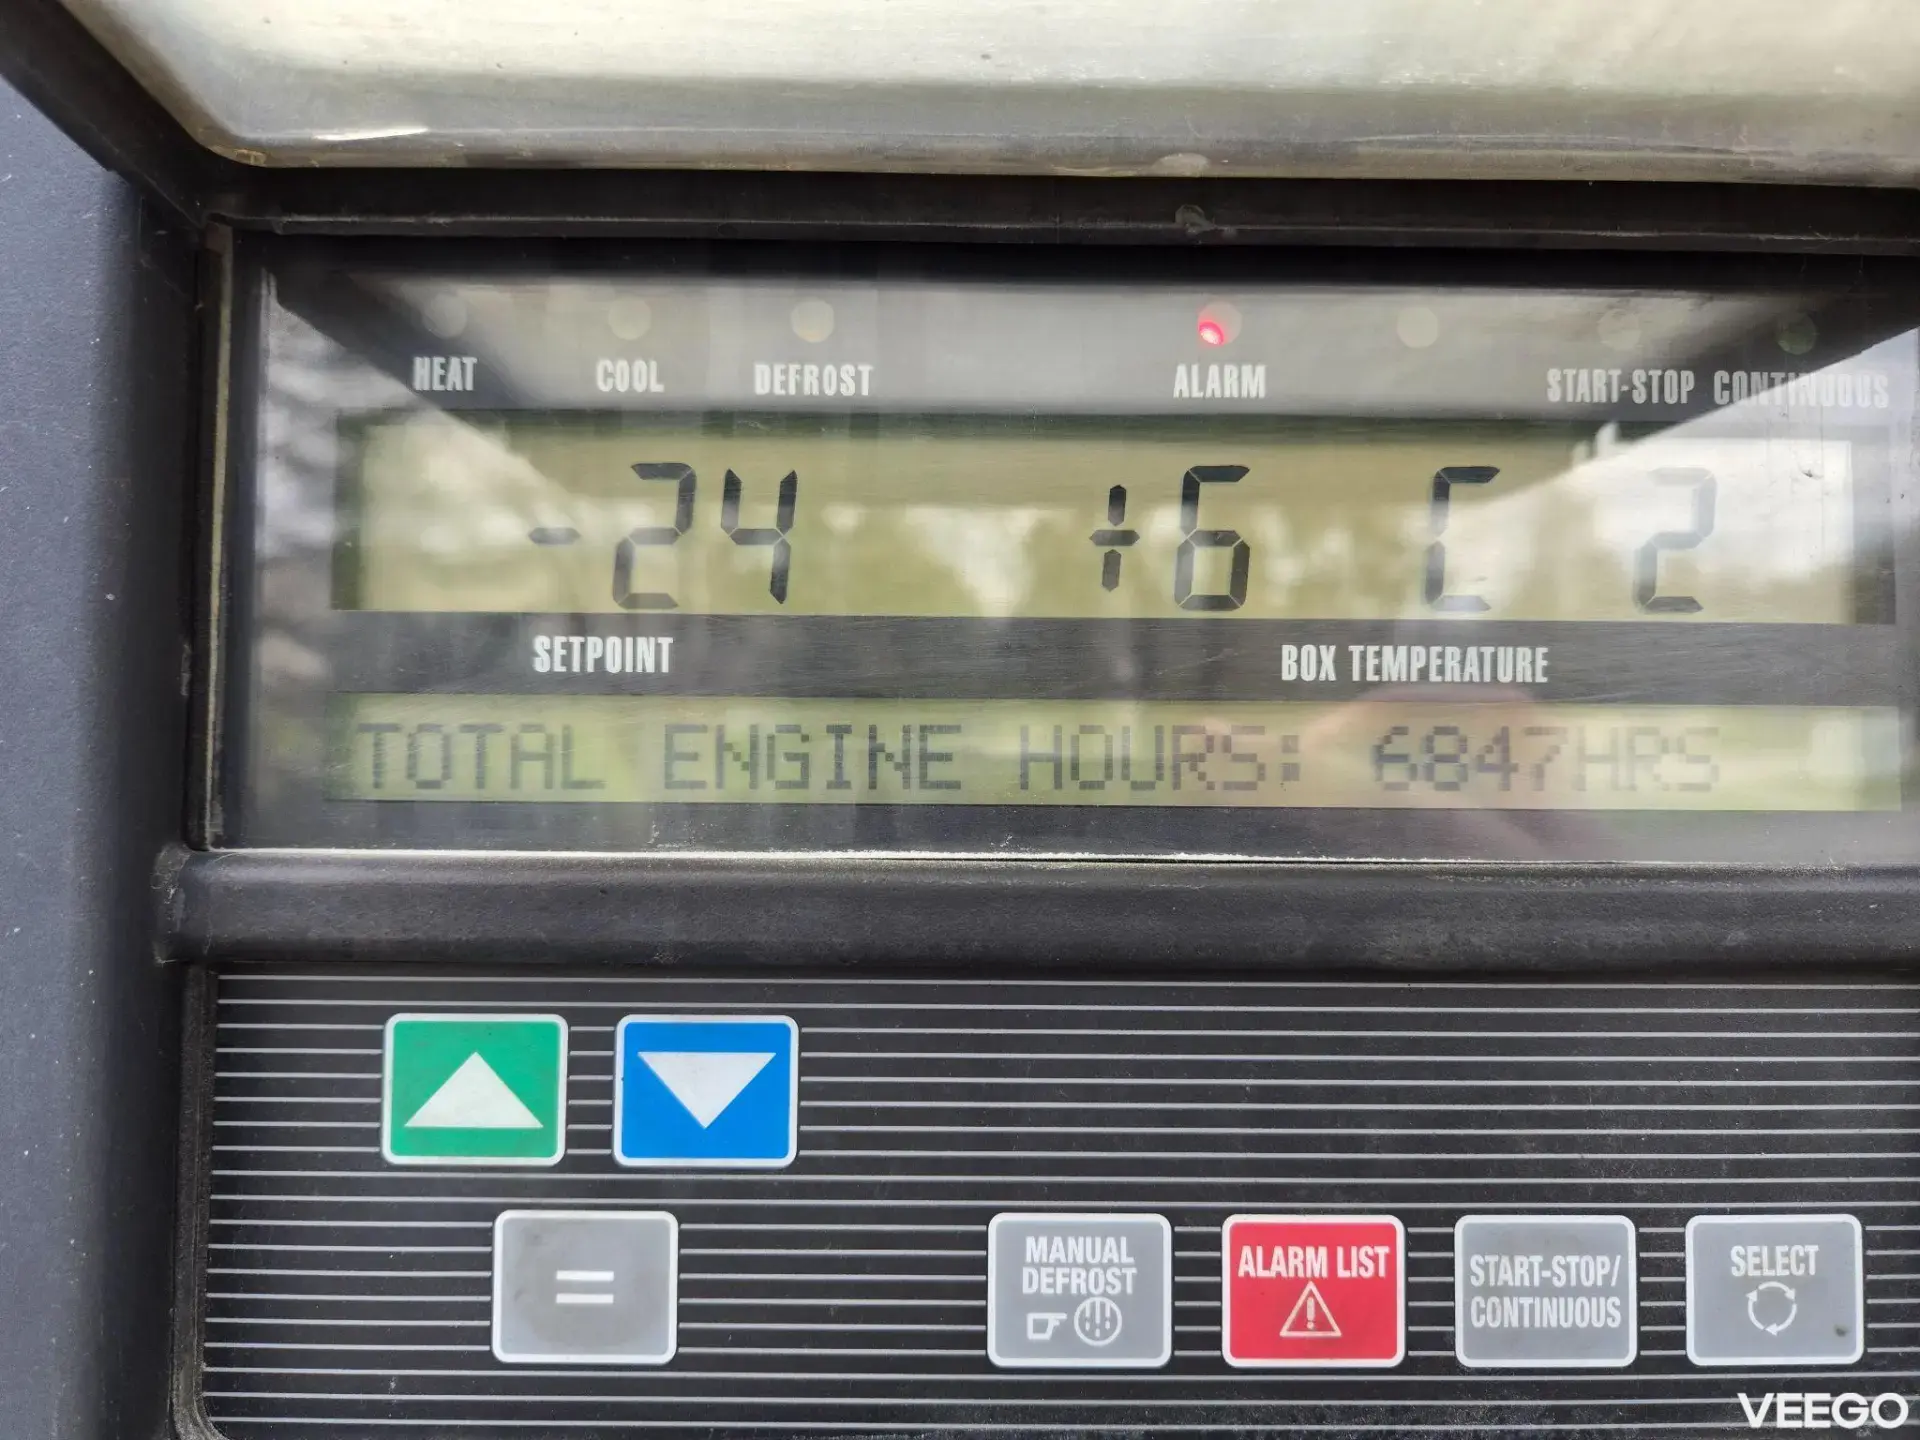 HEAT COOL DEFROST ALARM START-STOP CONTINUOUS
-24 +6 C 2
SETPOINT BOX TEMPERATURE
TOTAL ENGINE HOURS: 6847HRS
=
MANUAL DEFROST
ALARM LIST
START-STOP/
CONTINUOUS
SELECT
VEEGO